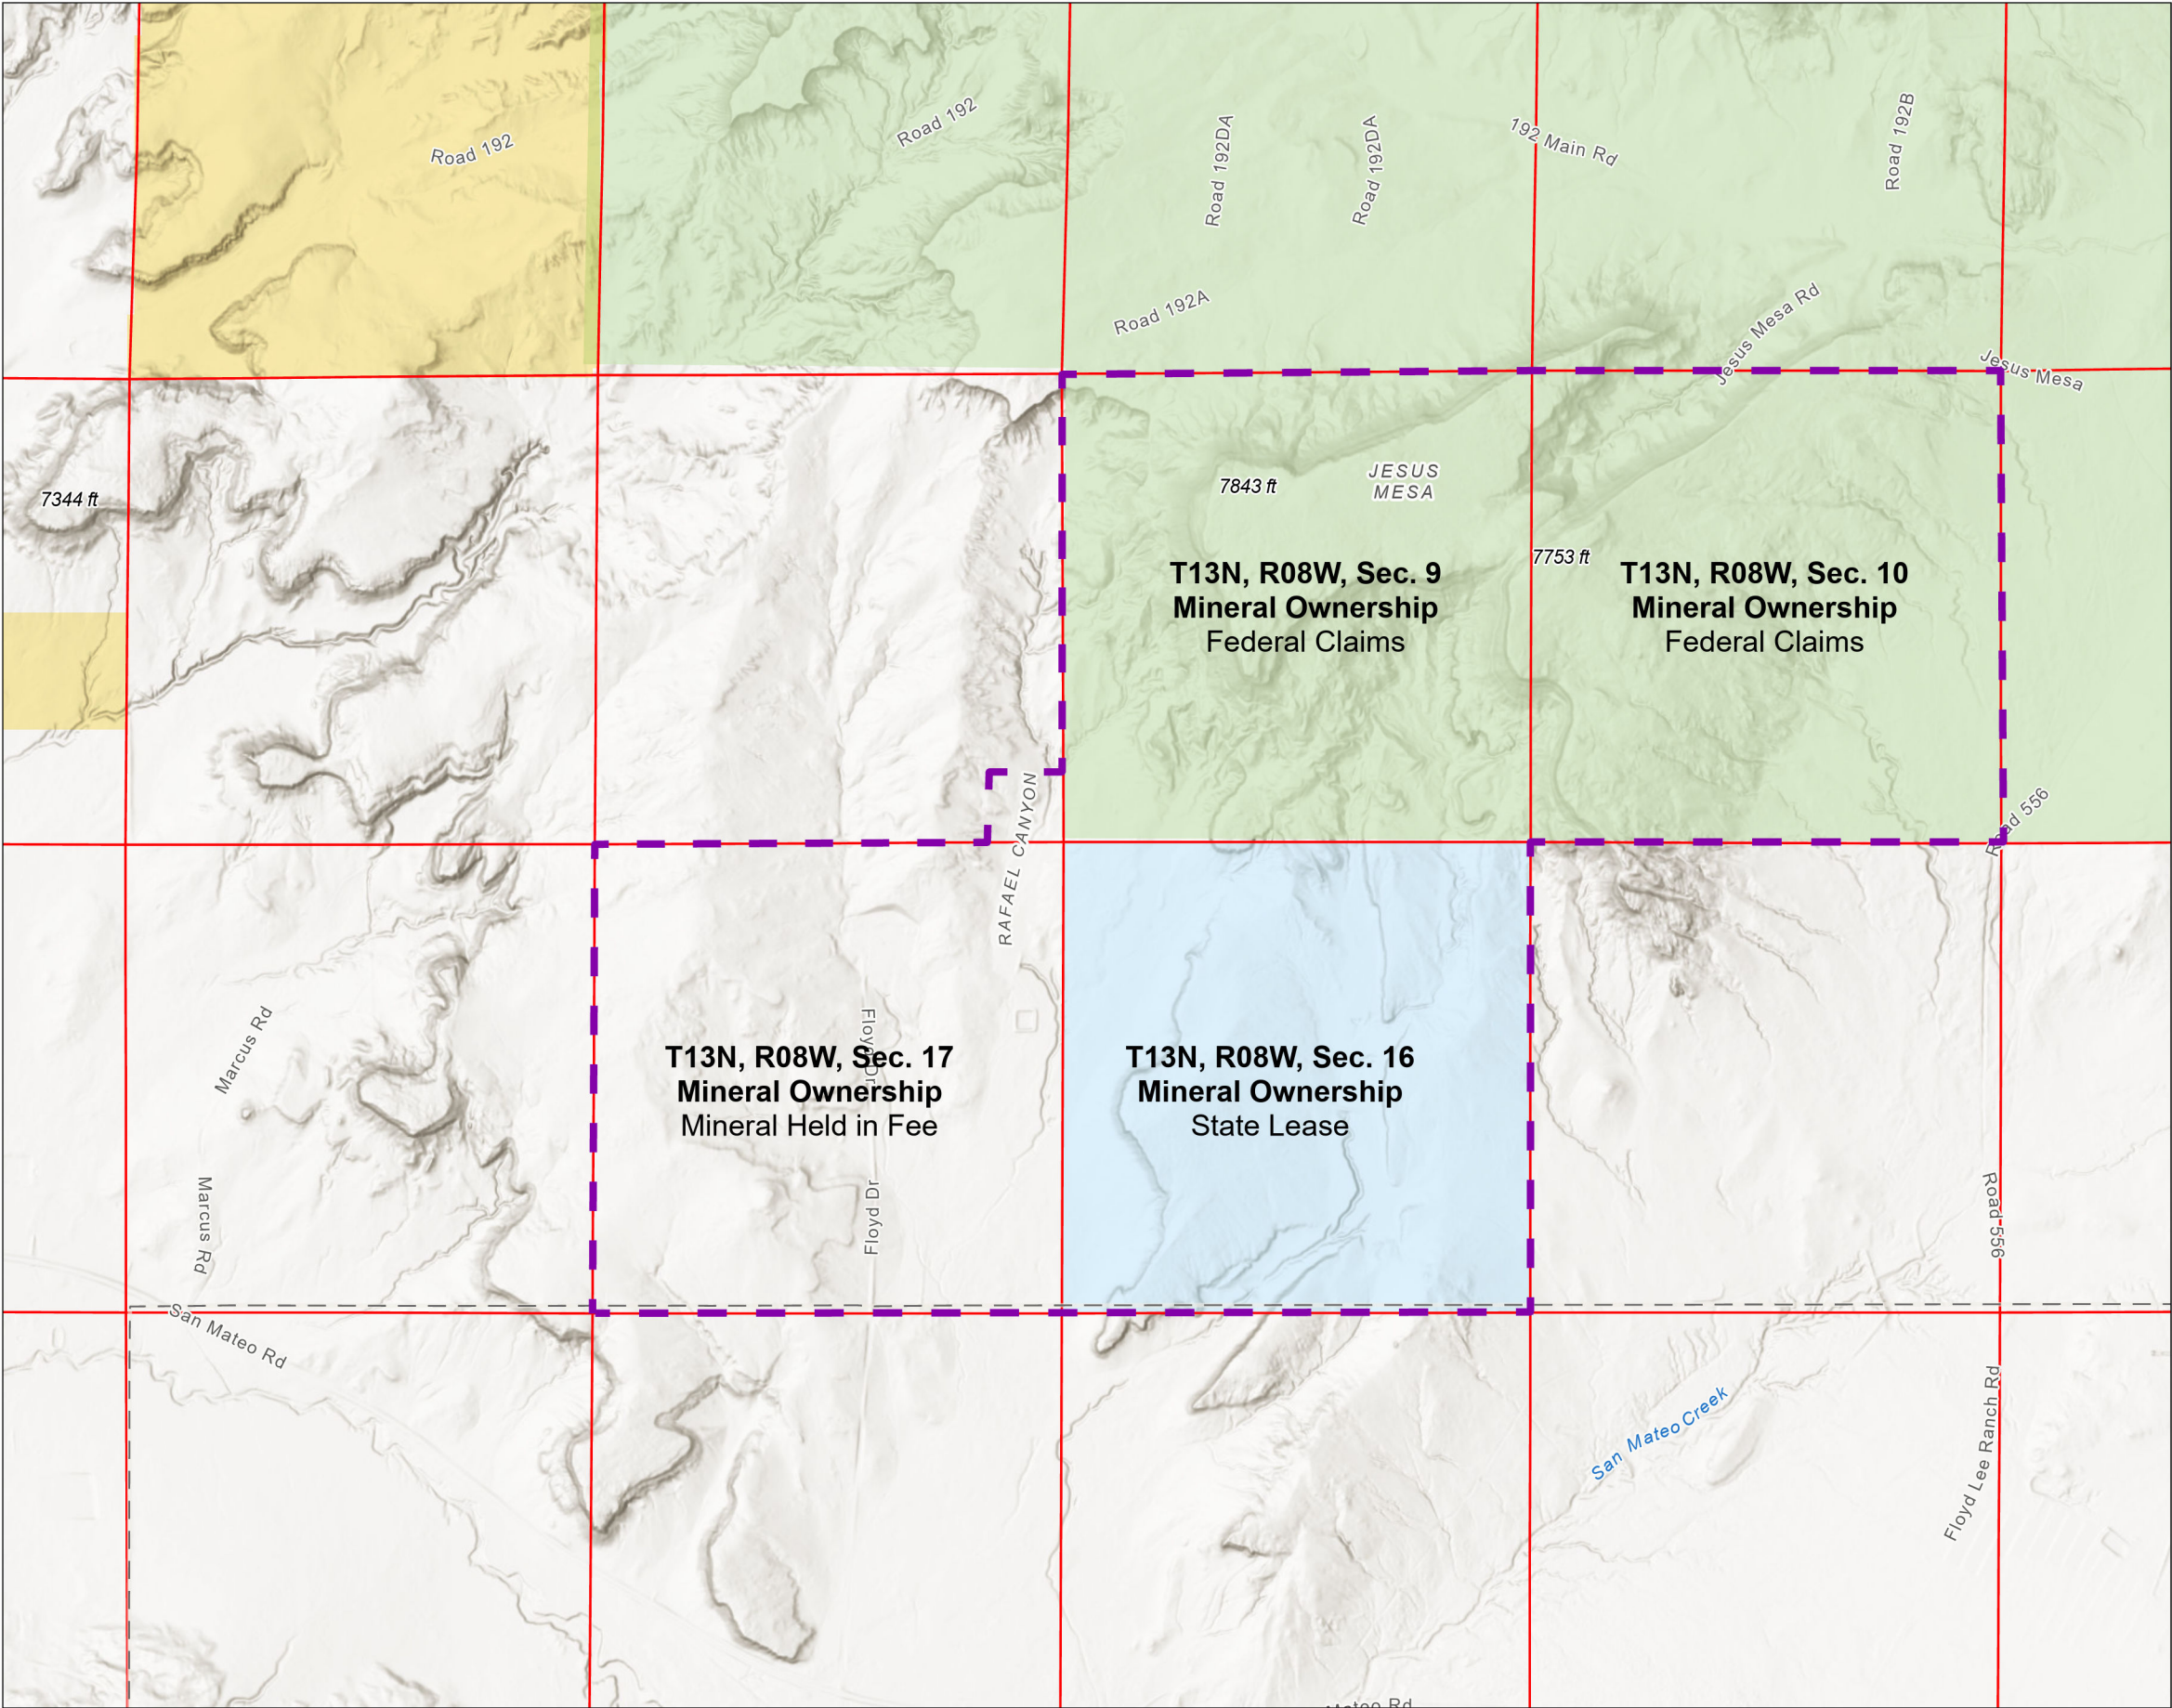 Road 192
Road 192
Road 192DA
Road 192DA
192 Main Rd
Road 192B
Road 192A
Jesus Mesa Rd
Jesus Mesa
7344 ft
7843 ft
JESUS
MESA
7753 ft
T13N, R08W, Sec. 9
Mineral Ownership
Federal Claims
T13N, R08W, Sec. 10
Mineral Ownership
Federal Claims
RAFAEL CANYON
Road 556
Marcus Rd
Floyd Dr
T13N, R08W, Sec. 17
Mineral Ownership
Mineral Held in Fee
T13N, R08W, Sec. 16
Mineral Ownership
State Lease
Marcus Rd
Floyd Dr
Road 556
San Mateo Rd
San Mateo Creek
Floyd Lee Ranch Rd
Mateo Rd